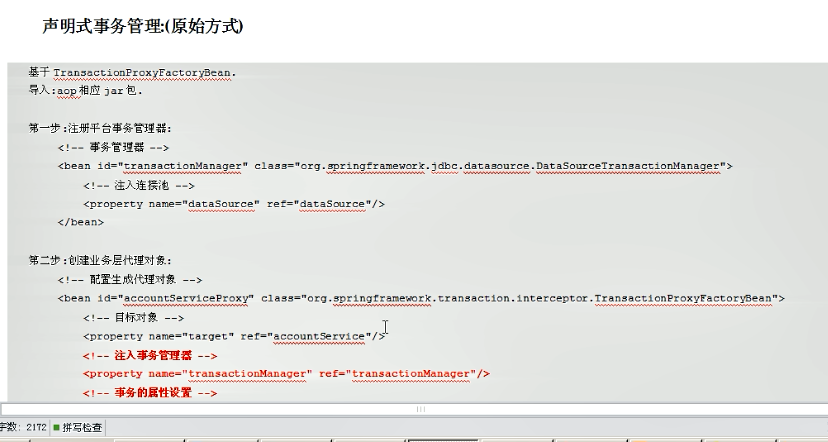 声明式事务管理:(原始方式)
基于 TransactionProxyFactoryBean.
导入:aop 相应 jar 包.
第一步:注册平台事务管理器:
<!-- 事务管理器 -->
<bean id="transactionManager" class="org.springframework.jdbc.datasource.DataSourceTransactionManager">
<!-- 注入连接池 -->
<property name="dataSource" ref="dataSource"/>
</bean>
第二步:创建业务层代理对象:
<!-- 配置生成代理对象 -->
<bean id="accountServiceProxy" class="org.springframework.transaction.interceptor.TransactionProxyFactoryBean">
<!-- 目标对象 -->
<property name="target" ref="accountService"/>
<!-- 注入事务管理器 -->
<property name="transactionManager" ref="transactionManager"/>
<!-- 事务的属性设置 -->
字数: 2172 拼写检查